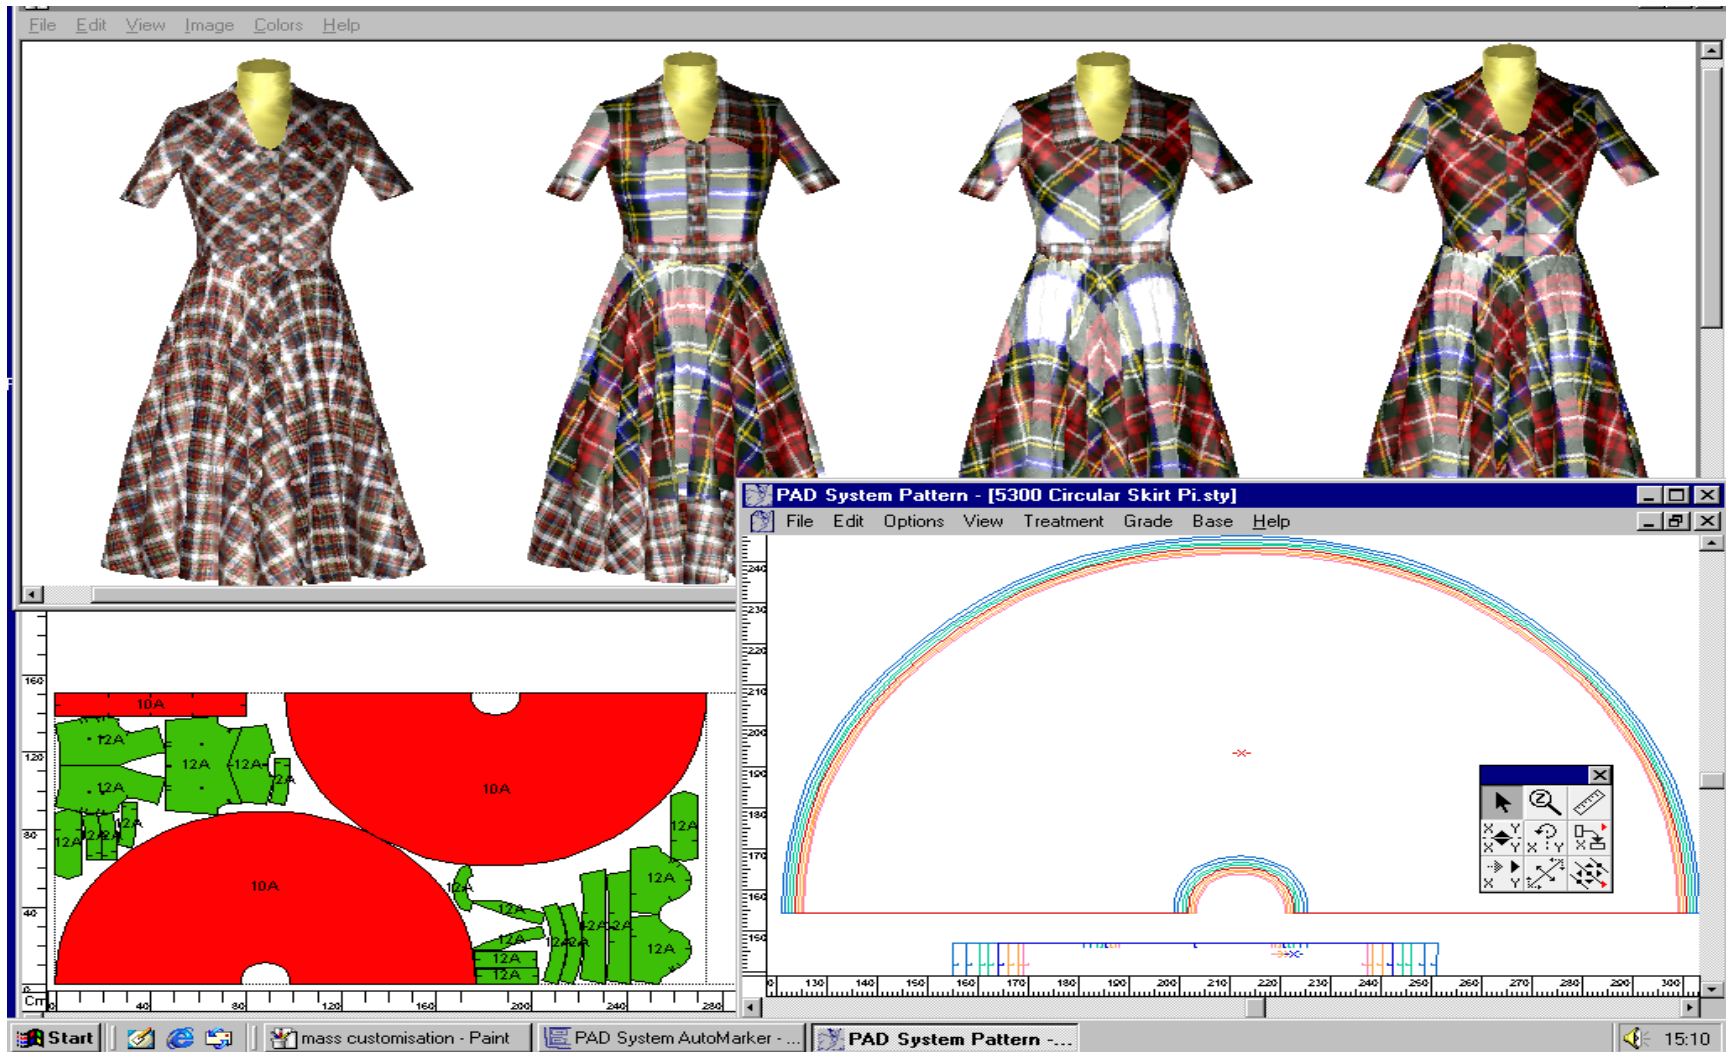 File Edit View Image Colors Help
PAD System Pattern - [5300 Circular Skirt Pi.sty]
File Edit Options View Treatment Grade Base Help
240
230
220
210
200
190
180
170
160
150
130 140 150 160 170 180 190 200 210 220 230 240 250 260 270 280 290 300
X Y X Y X Y X
X Y
160
120
80
40
Cm
40 80 120 160 200 240 280
10A
12A
12A 12A
10A
12A
2A
12A
12A
12A
12A
10A
12A
12A
12A
12A
12A
12A
12A
Start mass customisation - Paint PAD System AutoMarker - ... PAD System Pattern -... 15:10